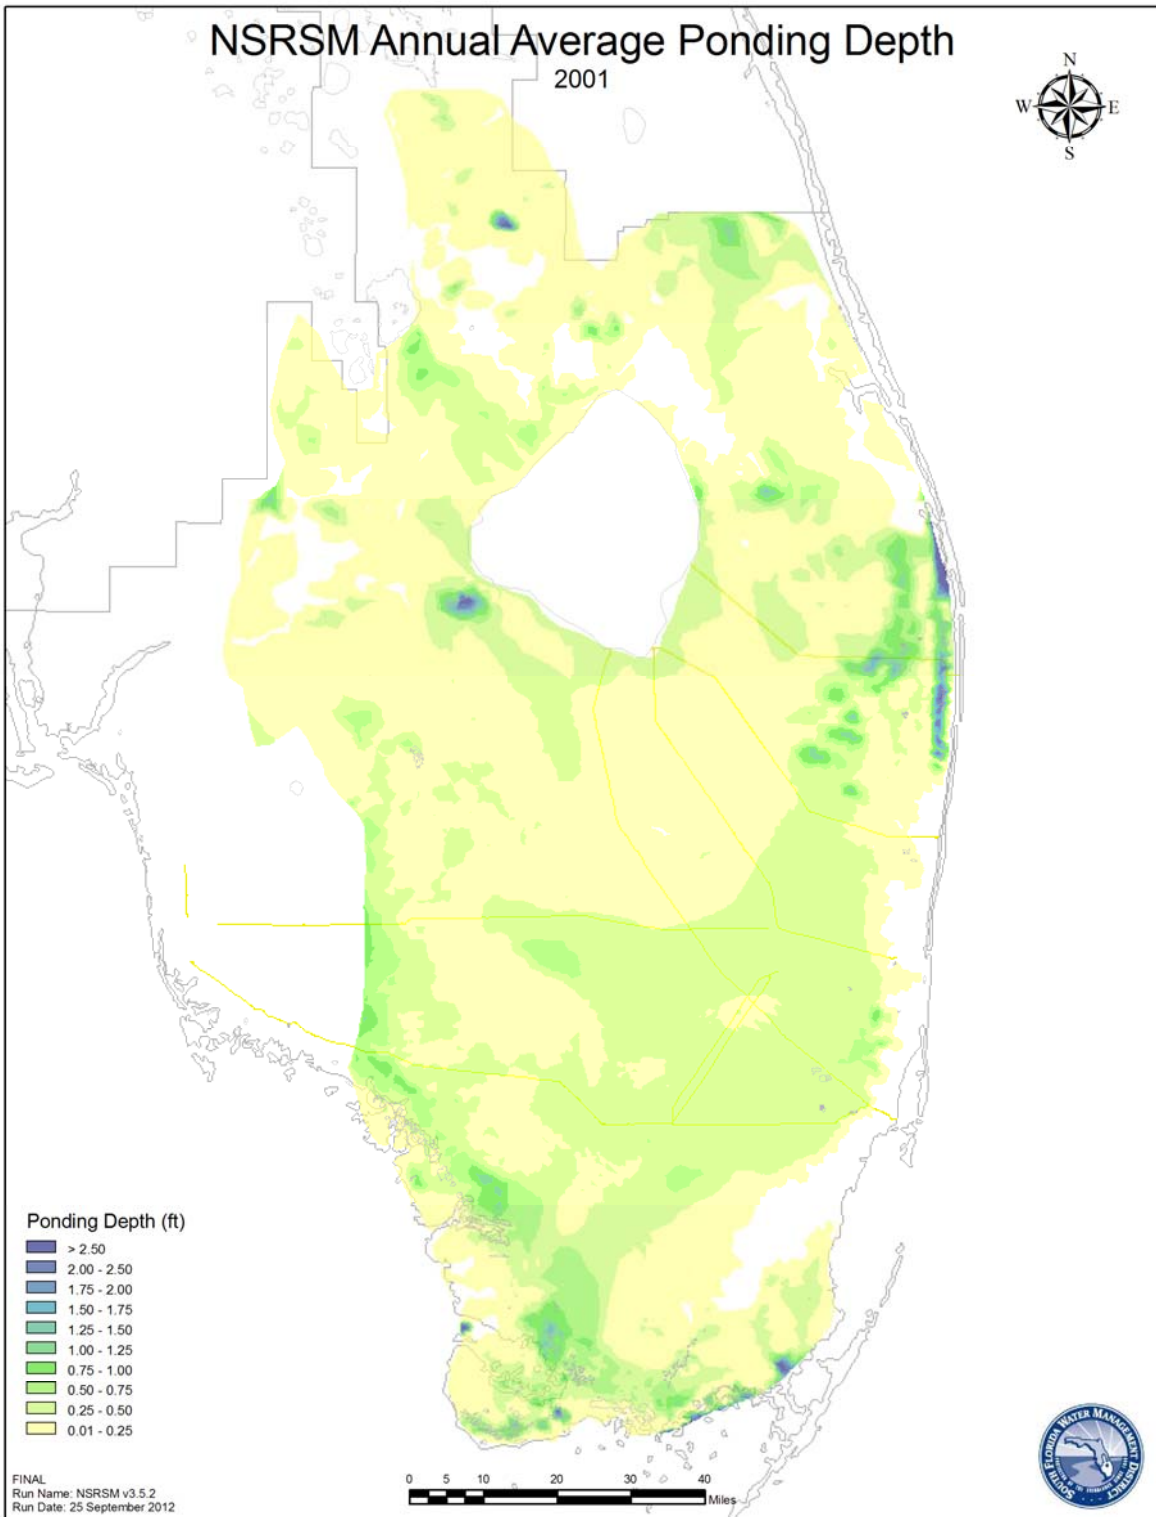 NSRSM Annual Average Ponding Depth
2001
N
W E
S
Ponding Depth (ft)
> 2.50
2.00 - 2.50
1.75 - 2.00
1.50 - 1.75
1.25 - 1.50
1.00 - 1.25
0.75 - 1.00
0.50 - 0.75
0.25 - 0.50
0.01 - 0.25
FINAL
Run Name: NSRSM v3.5.2
Run Date: 25 September 2012
0 5 10 20 30 40
Miles
SOUTH FLORIDA WATER MANAGEMENT DISTRICT